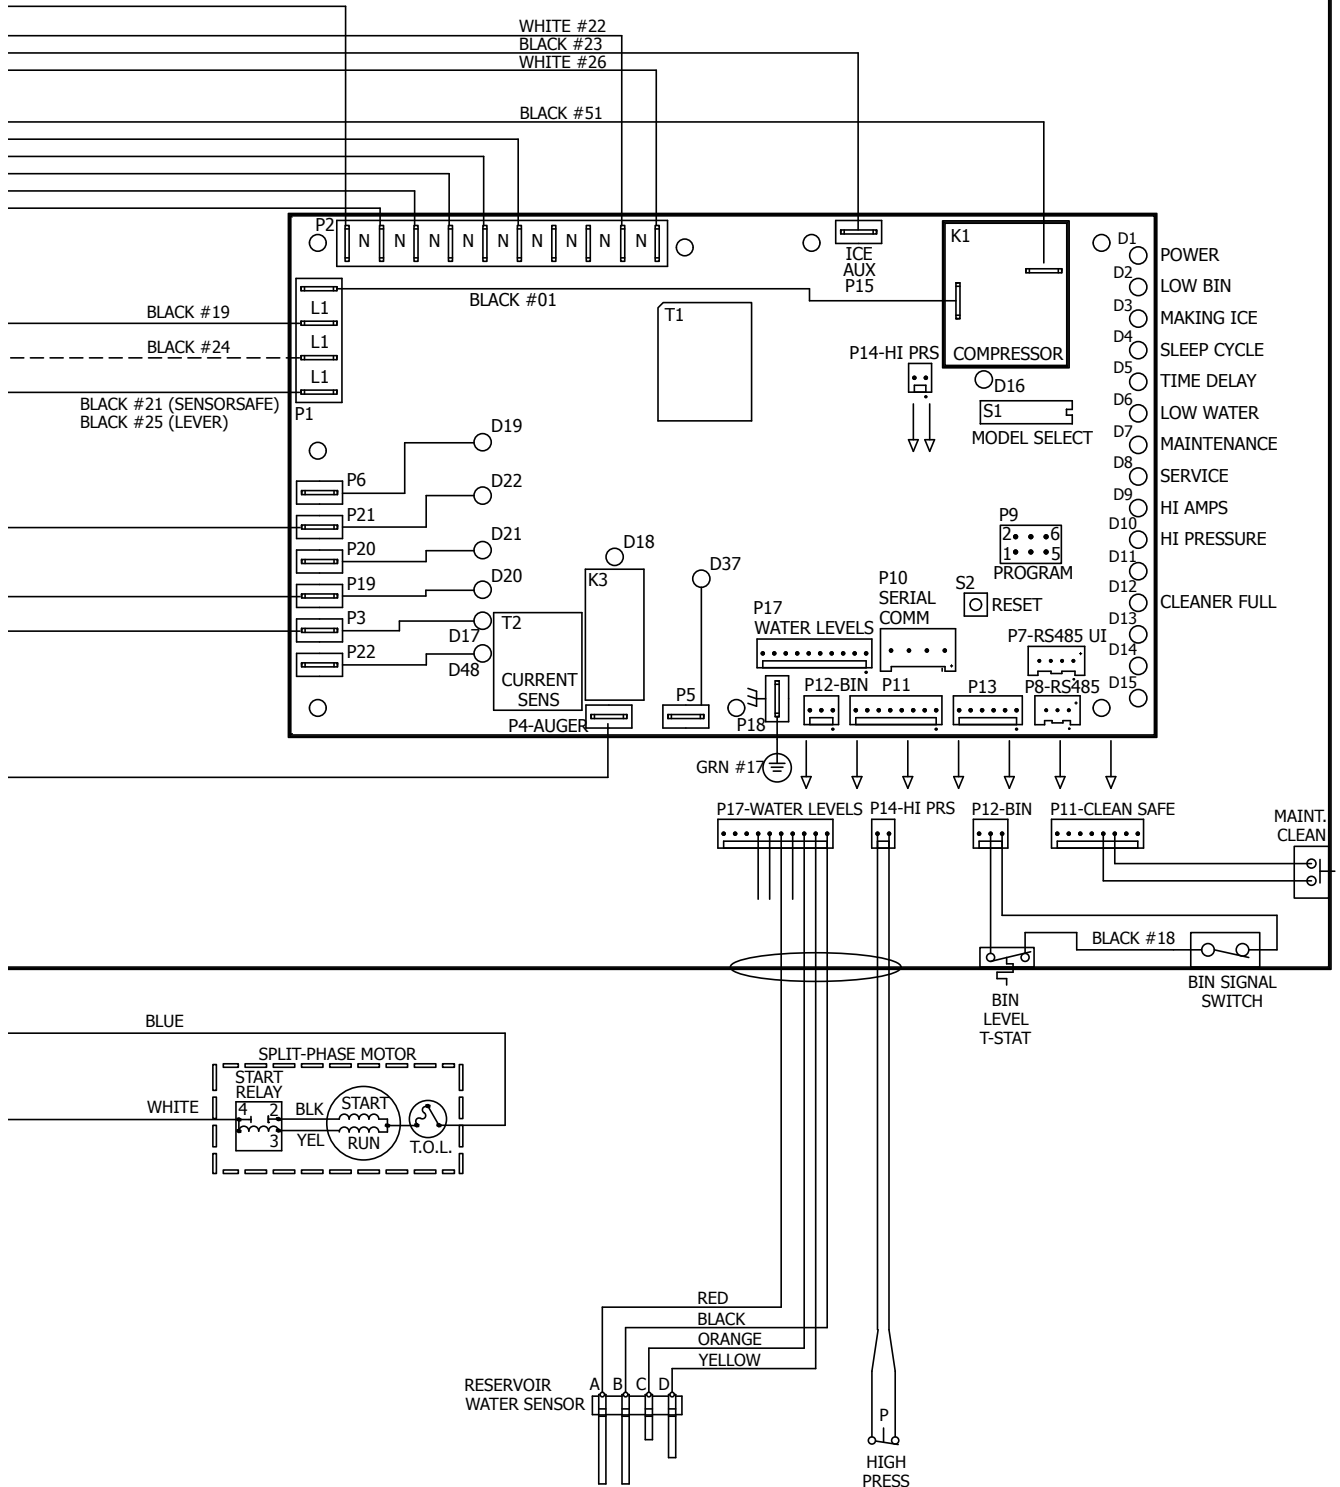 WHITE #22
BLACK #23
WHITE #26
BLACK #51
P2
N N N N N N N N N
ICE
AUX
P15
K1
COMPRESSOR
D1
POWER
D2
LOW BIN
D3
MAKING ICE
D4
SLEEP CYCLE
D5
TIME DELAY
D6
LOW WATER
D7
MAINTENANCE
D8
SERVICE
D9
HI AMPS
D10
HI PRESSURE
D11
D12
CLEANER FULL
D13
D14
D15
BLACK #01
L1
L1
L1
P1
BLACK #19
BLACK #24
BLACK #21 (SENSORSAFE)
BLACK #25 (LEVER)
T1
P14-HI PRS
D16
S1
MODEL SELECT
P6
D19
P21
D22
P20
D21
P19
D20
P3
D17
P22
D48
T2
CURRENT
SENS
D18
K3
D37
P4-AUGER
P5
P9
2 6
1 5
PROGRAM
P10
SERIAL
COMM
S2
RESET
P17
WATER LEVELS
P7-RS485 UI
P12-BIN
P11
P13
P8-RS485
P18
GRN #17
P17-WATER LEVELS
P14-HI PRS
P12-BIN
P11-CLEAN SAFE
MAINT.
CLEAN
BLACK #18
BIN
LEVEL
T-STAT
BIN SIGNAL
SWITCH
BLUE
SPLIT-PHASE MOTOR
START
RELAY
WHITE
4 2
3
BLK
YEL
START
RUN
T.O.L.
RED
BLACK
ORANGE
YELLOW
RESERVOIR
WATER SENSOR
A B C D
P
HIGH
PRESS